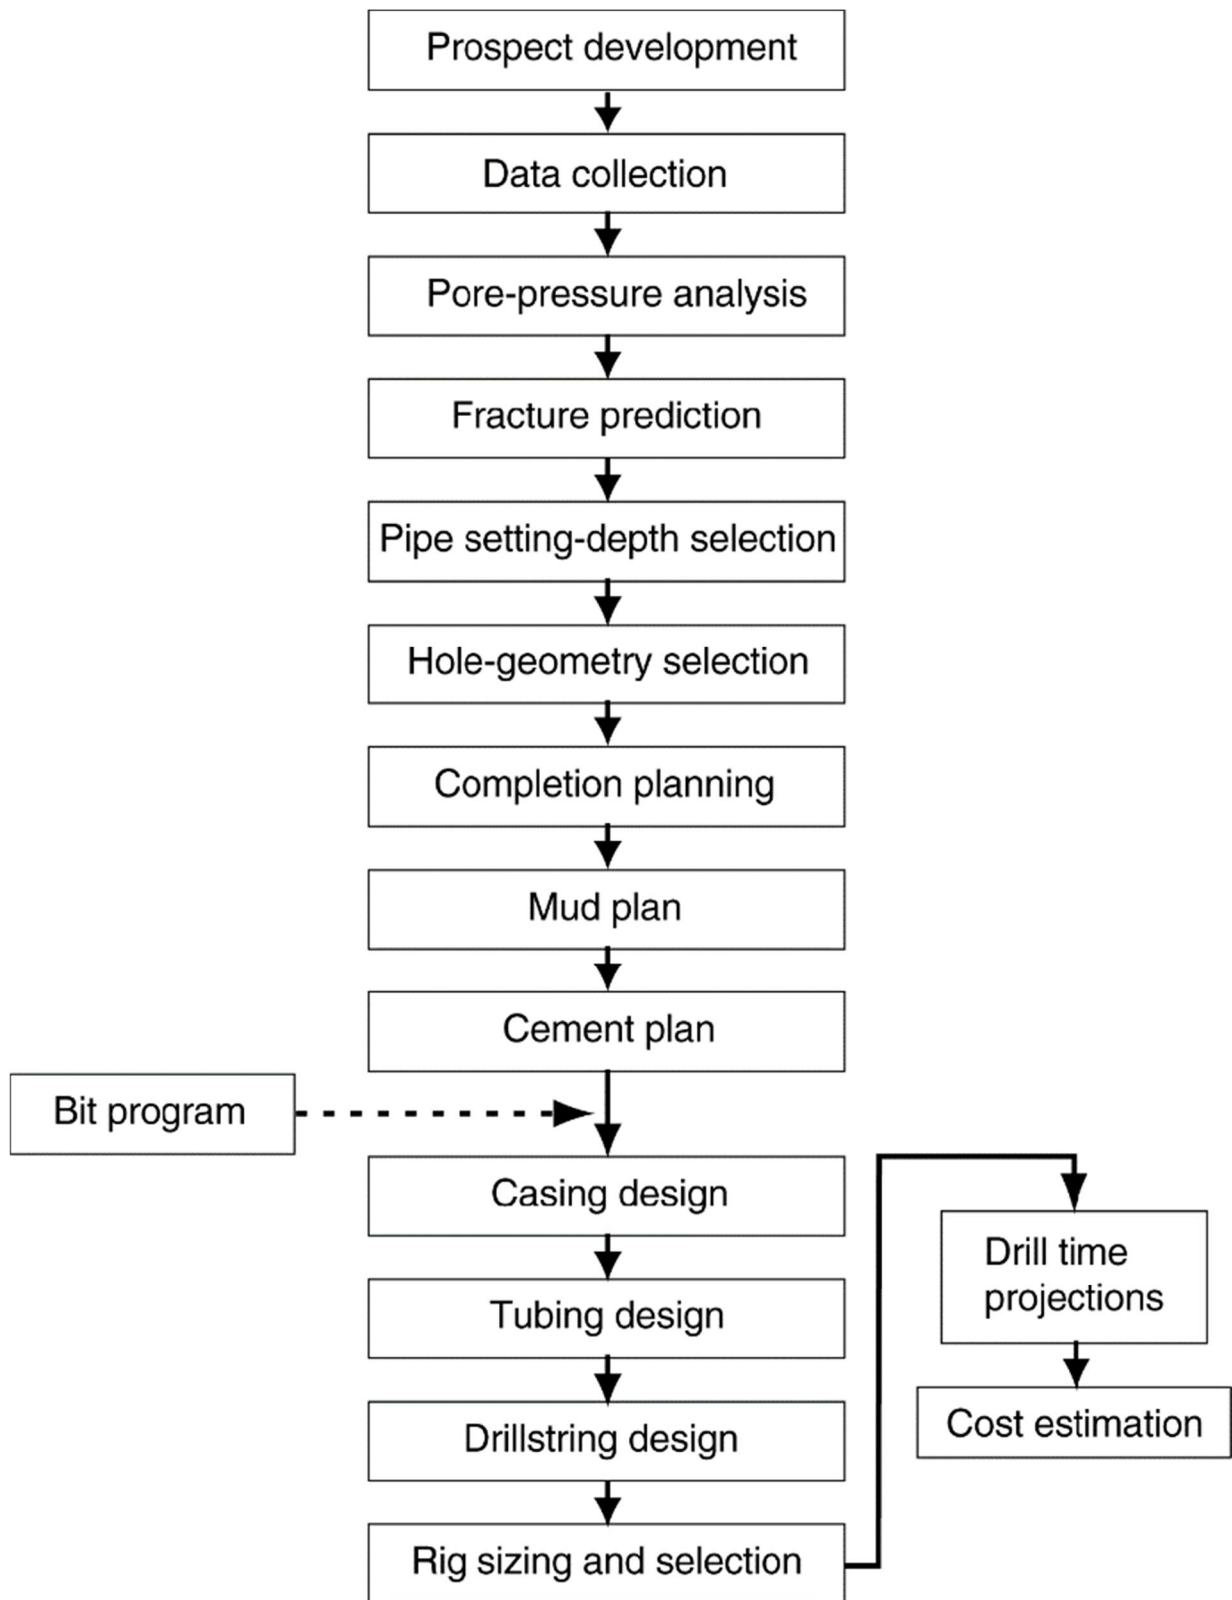 Prospect development
Data collection
Pore-pressure analysis
Fracture prediction
Pipe setting-depth selection
Hole-geometry selection
Completion planning
Mud plan
Cement plan
Bit program
Casing design
Tubing design
Drillstring design
Rig sizing and selection
Drill time
projections
Cost estimation